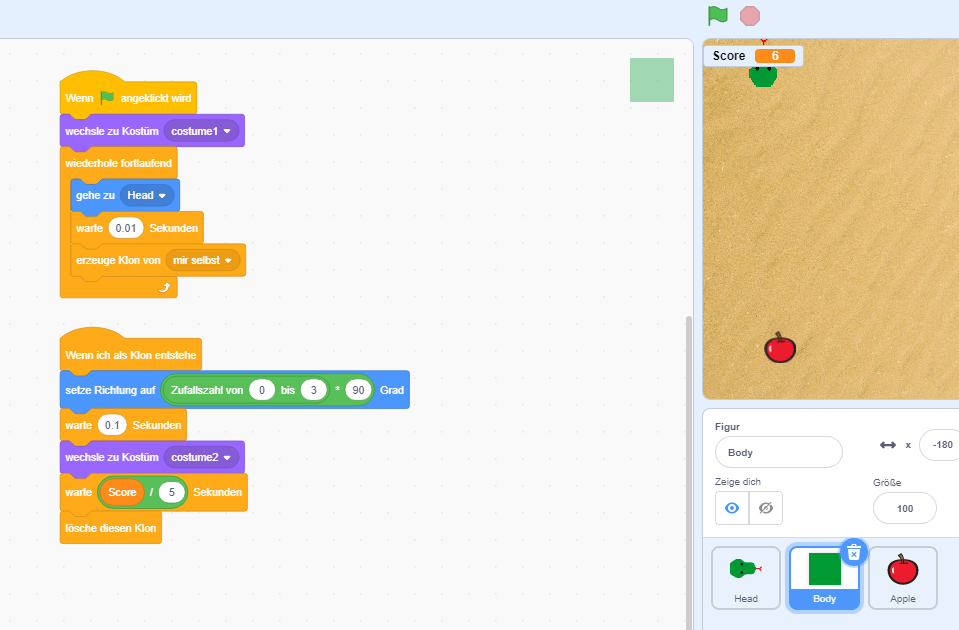 Wenn angeklickt wird
wechsle zu Kostüm costume1
wiederhole fortlaufend
gehe zu Head
warte 0.01 Sekunden
erzeuge Klon von mir selbst
Wenn ich als Klon entstehe
setze Richtung auf Zufallszahl von 0 bis 3 * 90 Grad
warte 0.1 Sekunden
wechsle zu Kostüm costume2
warte Score / 5 Sekunden
lösche diesen Klon
Score 6
Figur
Body
x -180
Zeige dich
Größe
100
Head
Body
Apple